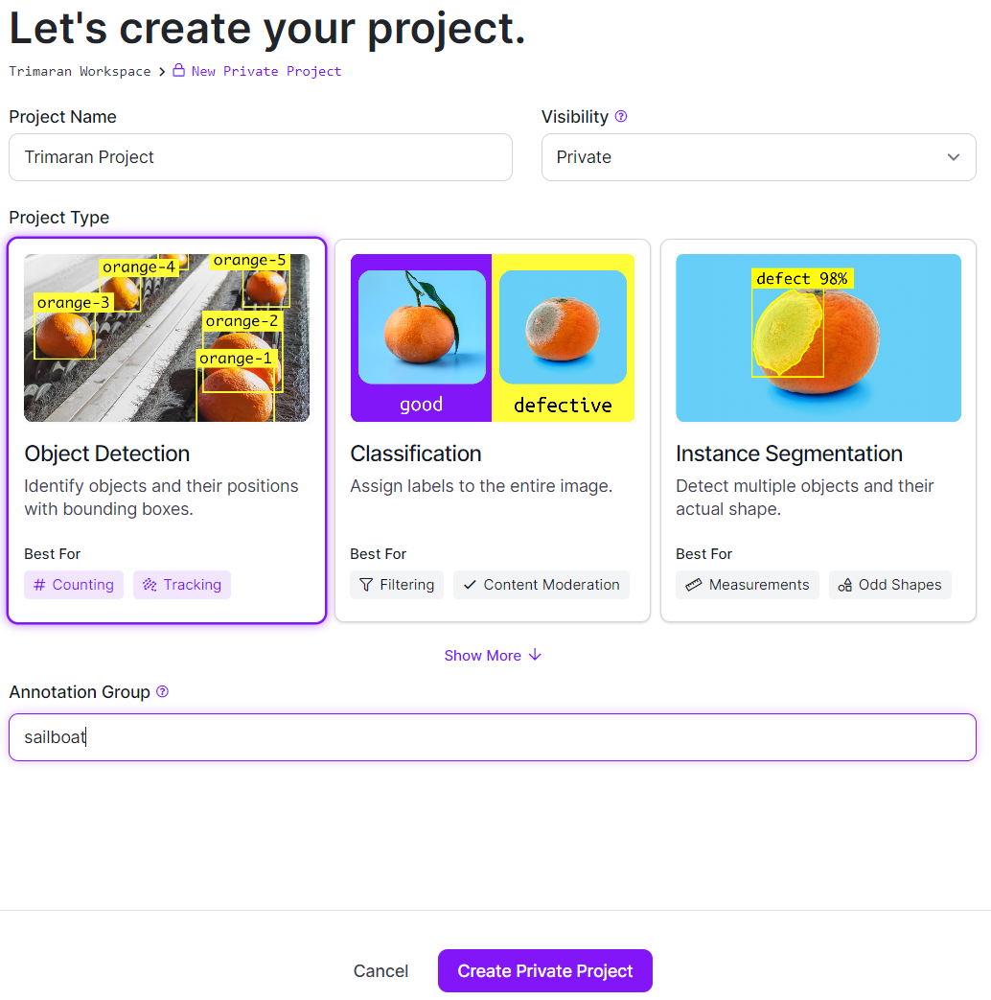 Let's create your project.
Trimaran Workspace > New Private Project
Project Name
Visibility
Trimaran Project
Private
Project Type
orange-4
orange-5
orange-3
orange-2
orange-1
good
defective
defect 98%
Object Detection
Identify objects and their positions
with bounding boxes.
Best For
# Counting
Tracking
Classification
Assign labels to the entire image.
Best For
Filtering
Content Moderation
Instance Segmentation
Detect multiple objects and their
actual shape.
Best For
Measurements
Odd Shapes
Show More ↓
Annotation Group
sailboat
Cancel
Create Private Project